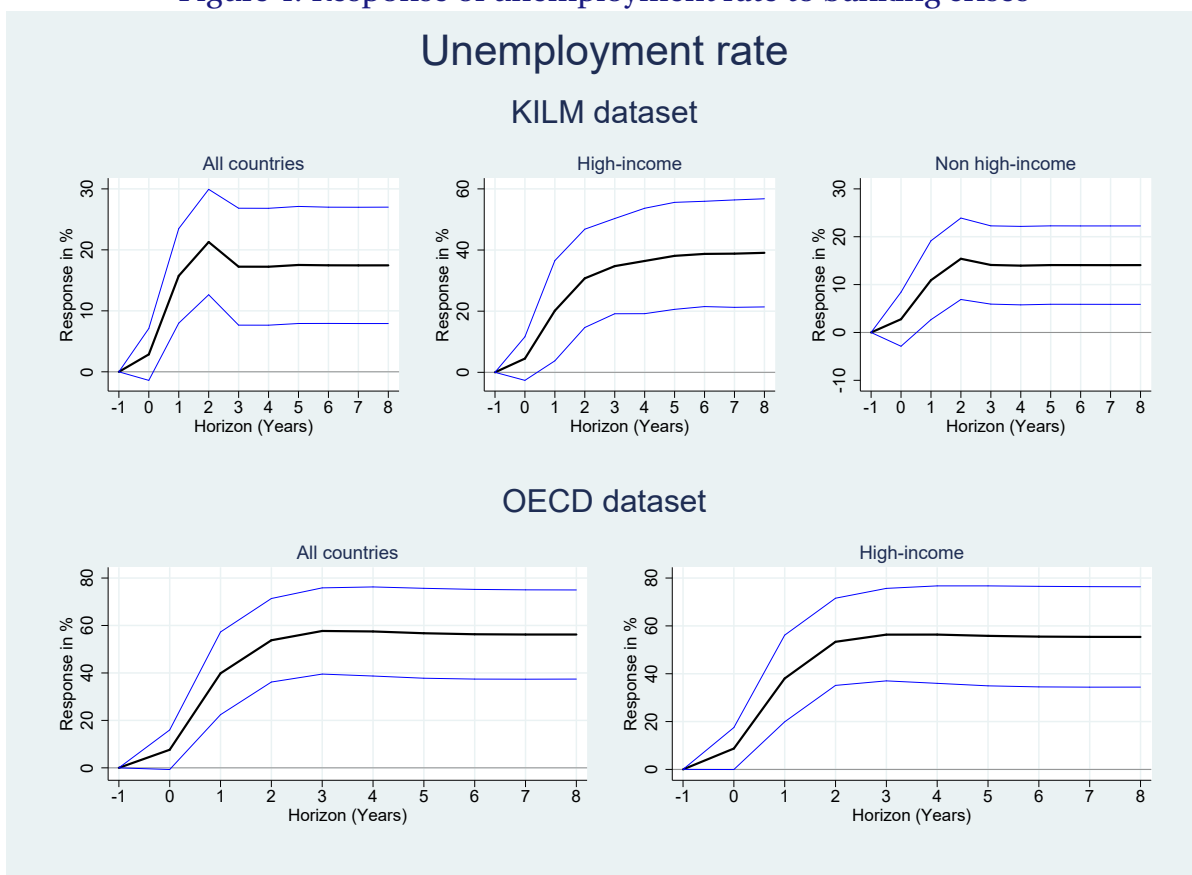 Unemployment rate
KILM dataset
All countries
High-income
Non high-income
Response in %
30
20
10
0
-1 0 1 2 3 4 5 6 7 8
Horizon (Years)
Response in %
60
40
20
0
-1 0 1 2 3 4 5 6 7 8
Horizon (Years)
Response in %
30
20
10
0
-10
-1 0 1 2 3 4 5 6 7 8
Horizon (Years)
OECD dataset
All countries
High-income
Response in %
80
60
40
20
0
-1 0 1 2 3 4 5 6 7 8
Horizon (Years)
Response in %
80
60
40
20
0
-1 0 1 2 3 4 5 6 7 8
Horizon (Years)